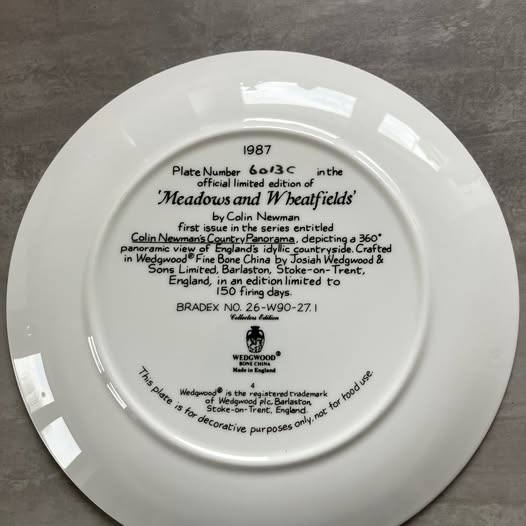 1987
Plate Number 6013C in the
official limited edition of
'Meadows and Wheatfields'
by Colin Newman
first issue in the series entitled
Colin Newman's Country Panorama, depicting a 360°
panoramic view of England's idyllic countryside. Crafted
in Wedgwood® Fine Bone China by Josiah Wedgwood &
Sons Limited, Barlaston, Stoke-on-Trent,
England, in an edition limited to
150 firing days.
BRADEX NO. 26-W90-27.1
Collectors Edition
WEDGWOOD®
BONE CHINA
Made in England
4
Wedgwood® is the registered trademark
of Wedgwood plc, Barlaston,
Stoke-on-Trent, England.
This plate is for decorative purposes only, not for food use.